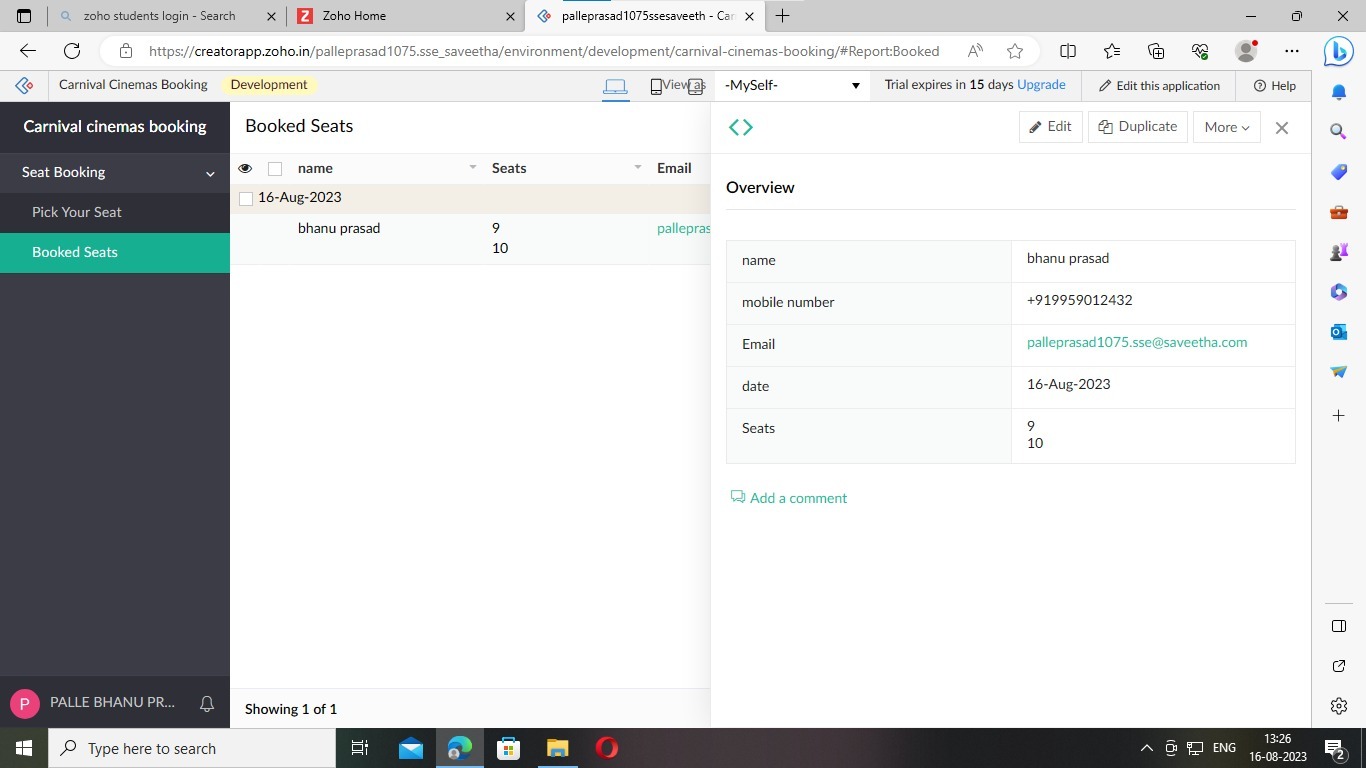 zoho students login - Search
Zoho Home
palleprasad1075ssesaveeth - Car
https://creatorapp.zoho.in/palleprasad1075.sse_saveetha/environment/development/carnival-cinemas-booking/#Report:Booked
Carnival Cinemas Booking
Development
View as
-MySelf-
Trial expires in 15 days Upgrade
Edit this application
Help
Carnival cinemas booking
Seat Booking
Pick Your Seat
Booked Seats
PALLE BHANU PR...
P
Booked Seats
name Seats Email
16-Aug-2023
bhanu prasad 9 pallepras
10
Showing 1 of 1
Edit
Duplicate
More
Overview
name bhanu prasad
mobile number +919959012432
Email palleprasad1075.sse@saveetha.com
date 16-Aug-2023
Seats 9
10
Add a comment
Type here to search
ENG
13:26
16-08-2023
2